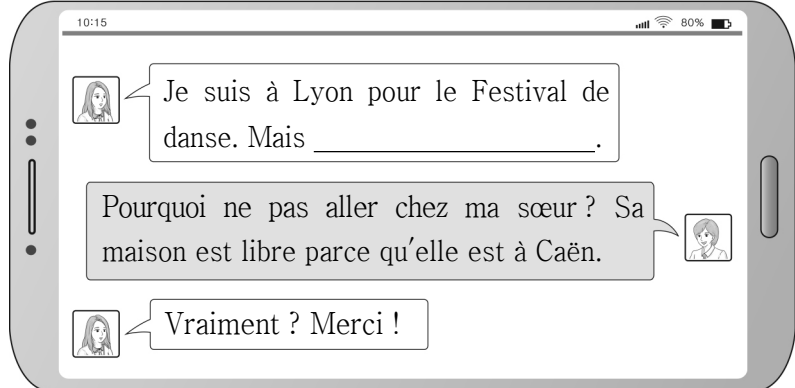 10:15 80%
Je suis à Lyon pour le Festival de
danse. Mais ____________________.
Pourquoi ne pas aller chez ma sœur ? Sa
maison est libre parce qu'elle est à Caën.
Vraiment ? Merci !